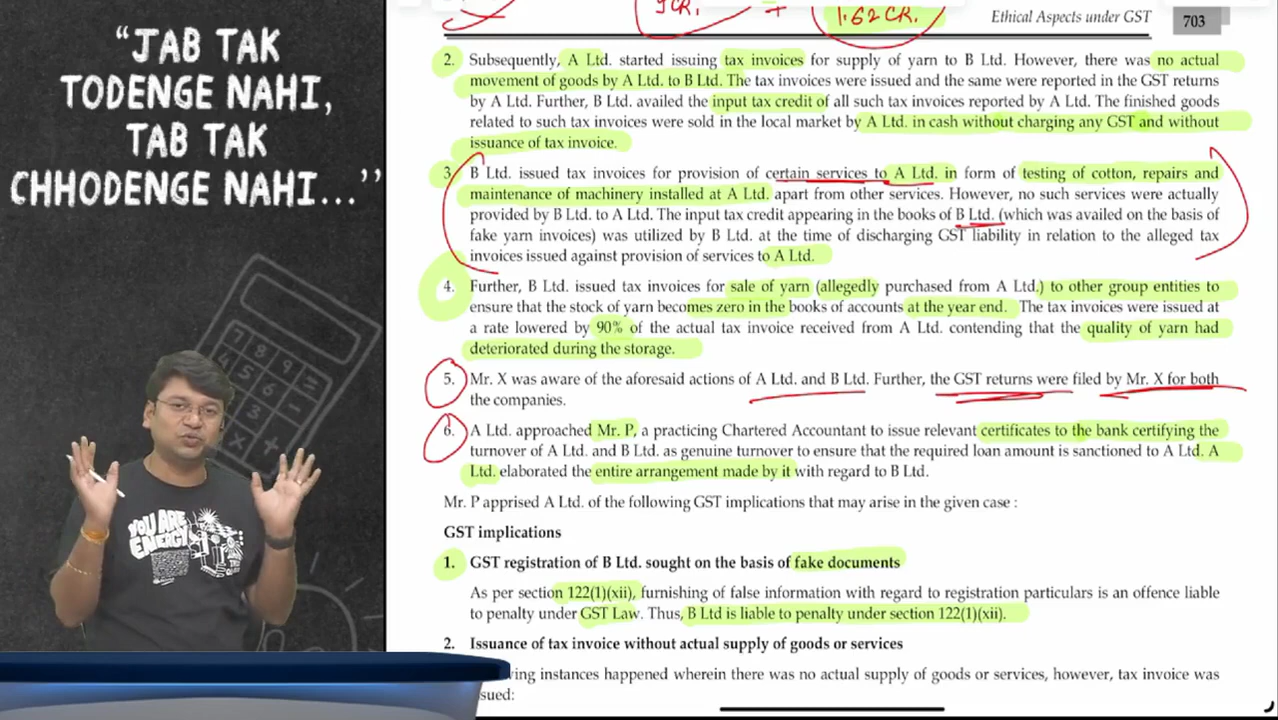 “JAB TAK
TODENGE NAHI,
TAB TAK
CHHODENGE NAHI...’’
YOU ARE
ENERGY
9 CR. + 1.62 CR.
Ethical Aspects under GST 703
2. Subsequently, A Ltd. started issuing tax invoices for supply of yarn to B Ltd. However, there was no actual
movement of goods by A Ltd. to B Ltd. The tax invoices were issued and the same were reported in the GST returns
by A Ltd. Further, B Ltd. availed the input tax credit of all such tax invoices reported by A Ltd. The finished goods
related to such tax invoices were sold in the local market by A Ltd. in cash without charging any GST and without
issuance of tax invoice.
3. B Ltd. issued tax invoices for provision of certain services to A Ltd. in form of testing of cotton, repairs and
maintenance of machinery installed at A Ltd. apart from other services. However, no such services were actually
provided by B Ltd. to A Ltd. The input tax credit appearing in the books of B Ltd. (which was availed on the basis of
fake yarn invoices) was utilized by B Ltd. at the time of discharging GST liability in relation to the alleged tax
invoices issued against provision of services to A Ltd.
4. Further, B Ltd. issued tax invoices for sale of yarn (allegedly purchased from A Ltd.) to other group entities to
ensure that the stock of yarn becomes zero in the books of accounts at the year end. The tax invoices were issued at
a rate lowered by 90% of the actual tax invoice received from A Ltd. contending that the quality of yarn had
deteriorated during the storage.
5. Mr. X was aware of the aforesaid actions of A Ltd. and B Ltd. Further, the GST returns were filed by Mr. X for both
the companies.
6. A Ltd. approached Mr. P, a practicing Chartered Accountant to issue relevant certificates to the bank certifying the
turnover of A Ltd. and B Ltd. as genuine turnover to ensure that the required loan amount is sanctioned to A Ltd. A
Ltd. elaborated the entire arrangement made by it with regard to B Ltd.
Mr. P apprised A Ltd. of the following GST implications that may arise in the given case :
GST implications
1. GST registration of B Ltd. sought on the basis of fake documents
As per section 122(1)(xii), furnishing of false information with regard to registration particulars is an offence liable
to penalty under GST Law. Thus, B Ltd is liable to penalty under section 122(1)(xii).
2. Issuance of tax invoice without actual supply of goods or services
instances happened wherein there was no actual supply of goods or services, however, tax invoice was